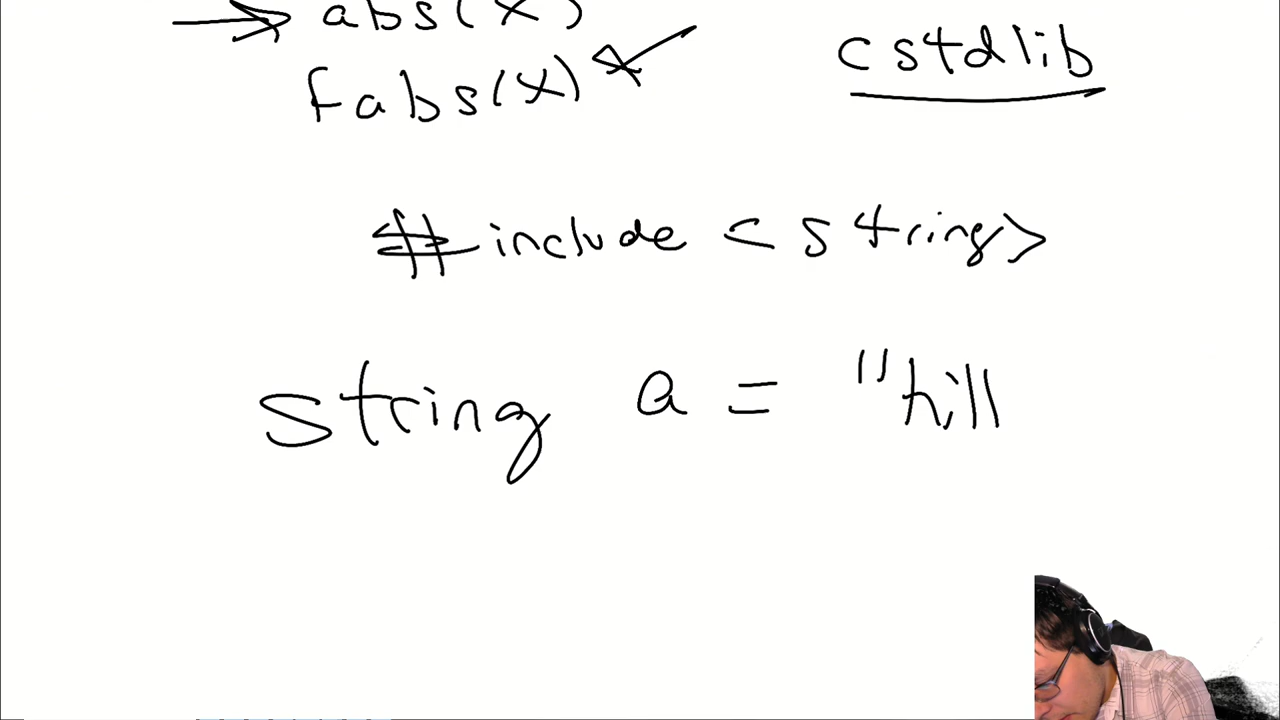 abs(x)
cstdlib
fabs(x)
#include <string>
string a = "hill